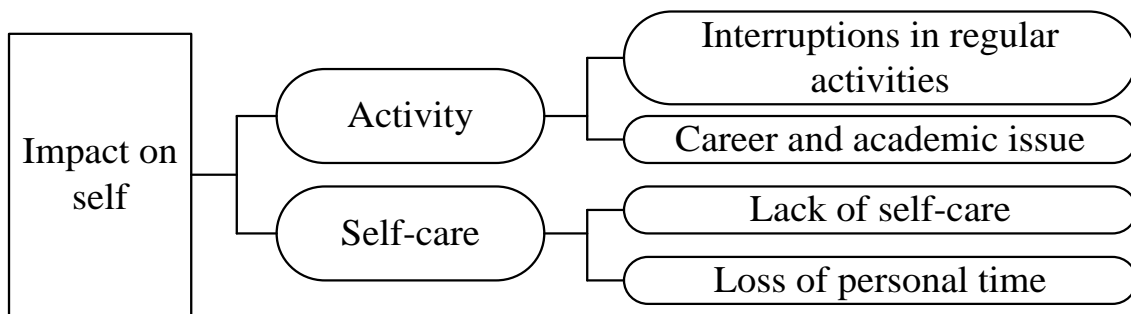 Impact on
self
Activity
Self-care
Interruptions in regular
activities
Career and academic issue
Lack of self-care
Loss of personal time